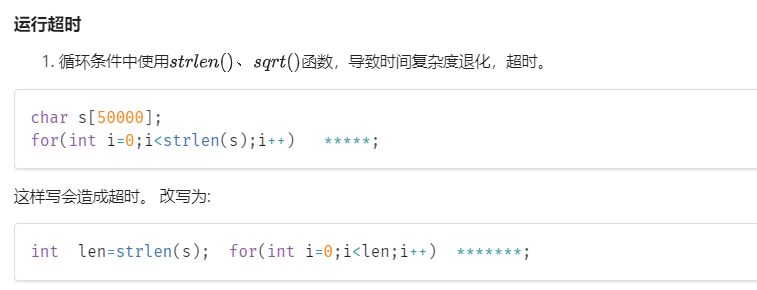 运行超时
1. 循环条件中使用strlen()、sqrt()函数，导致时间复杂度退化，超时。
char s[50000];
for(int i=0;i<strlen(s);i++)   *****;
这样写会造成超时。 改写为:
int  len=strlen(s);  for(int i=0;i<len;i++)  *******;